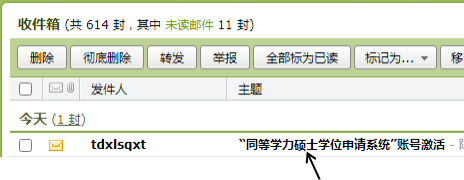 收件箱 (共 614 封，其中 未读邮件 11 封)
删除 彻底删除 转发 举报 全部标为已读 标记为... 移
发件人 主题
今天 (1 封)
tdxlsqxt “同等学力硕士学位申请系统”账号激活 -